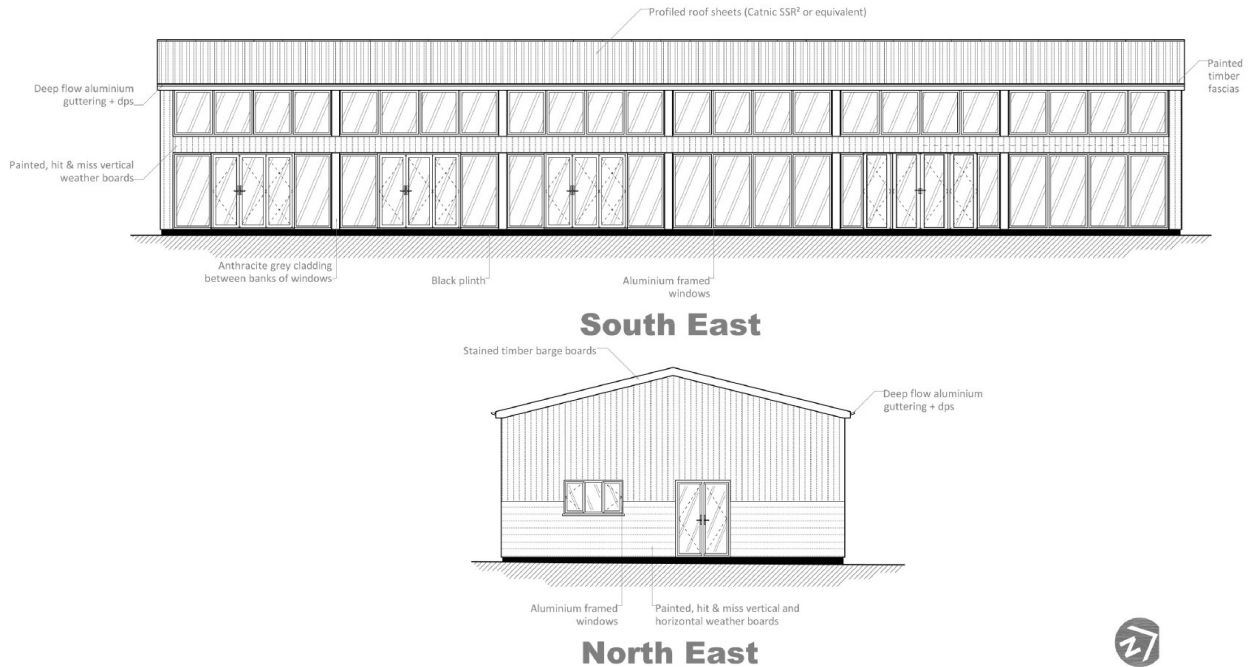 Profiled roof sheets (Catnic SSR² or equivalent)
Deep flow aluminium
guttering + dps
Painted
timber
fascias
Painted, hit & miss vertical
weather boards
Anthracite grey cladding
between banks of windows
Black plinth
Aluminium framed
windows
South East
Stained timber barge boards
Deep flow aluminium
guttering + dps
Aluminium framed
windows
Painted, hit & miss vertical and
horizontal weather boards
North East